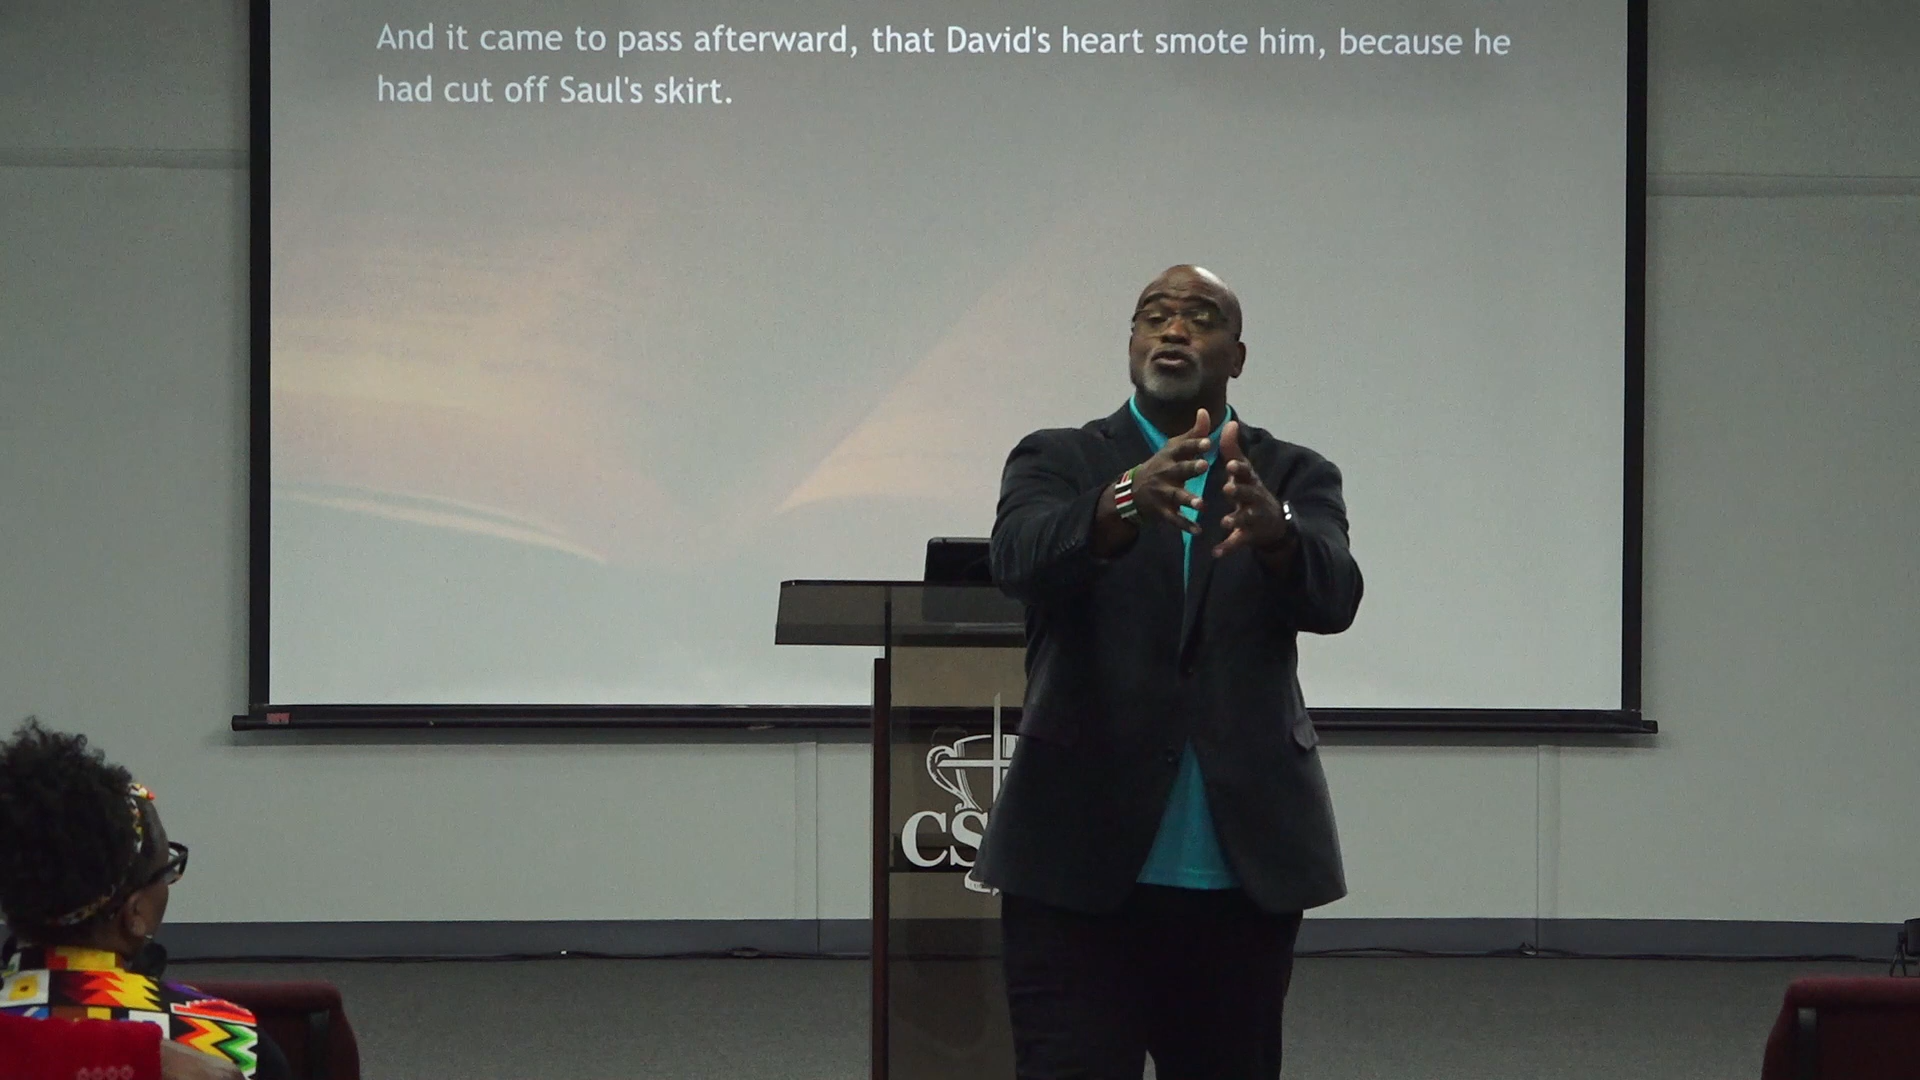 And it came to pass afterward, that David's heart smote him, because he
had cut off Saul's skirt.
CS